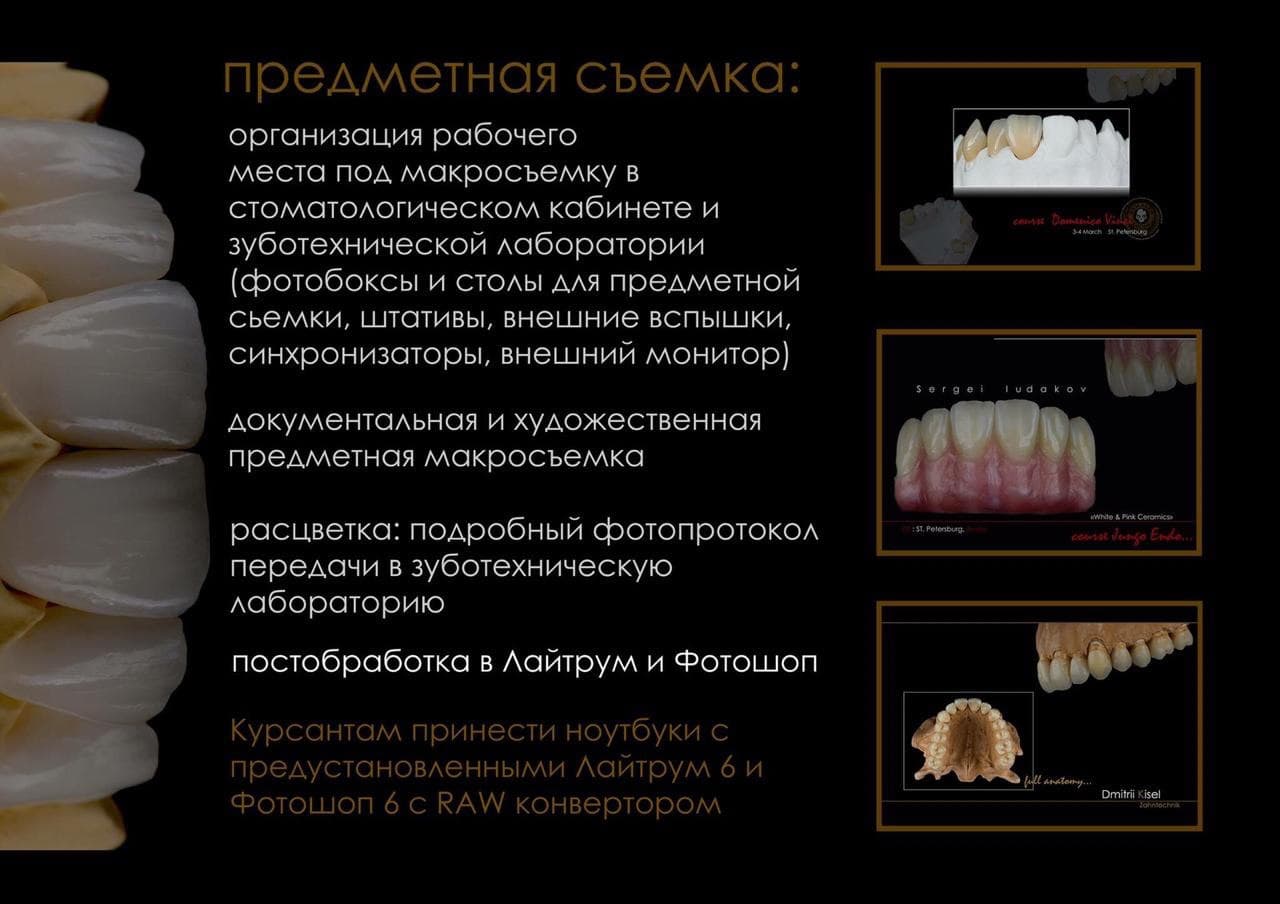 предметная съемка:
организация рабочего
места под макросъемку в
стоматологическом кабинете и
зуботехнической лаборатории
(фотобоксы и столы для предметной
сьемки, штативы, внешние вспышки,
синхронизаторы, внешний монитор)
документальная и художественная
предметная макросъемка
расцветка: подробный фотопротокол
передачи в зуботехническую
лабораторию
постобработка в Лайтрум и Фотошоп
Курсантам принести ноутбуки с
предустановленными Лайтрум 6 и
Фотошоп 6 с RAW конвертором
course Domenico
3-4 March St. Petersburg
Sergei Iudakov
«White & Pink Ceramics»
: ST. Petersburg,
course Jungo Endo...
full anatomy...
Dmitrii Kisel
Zahntechnik